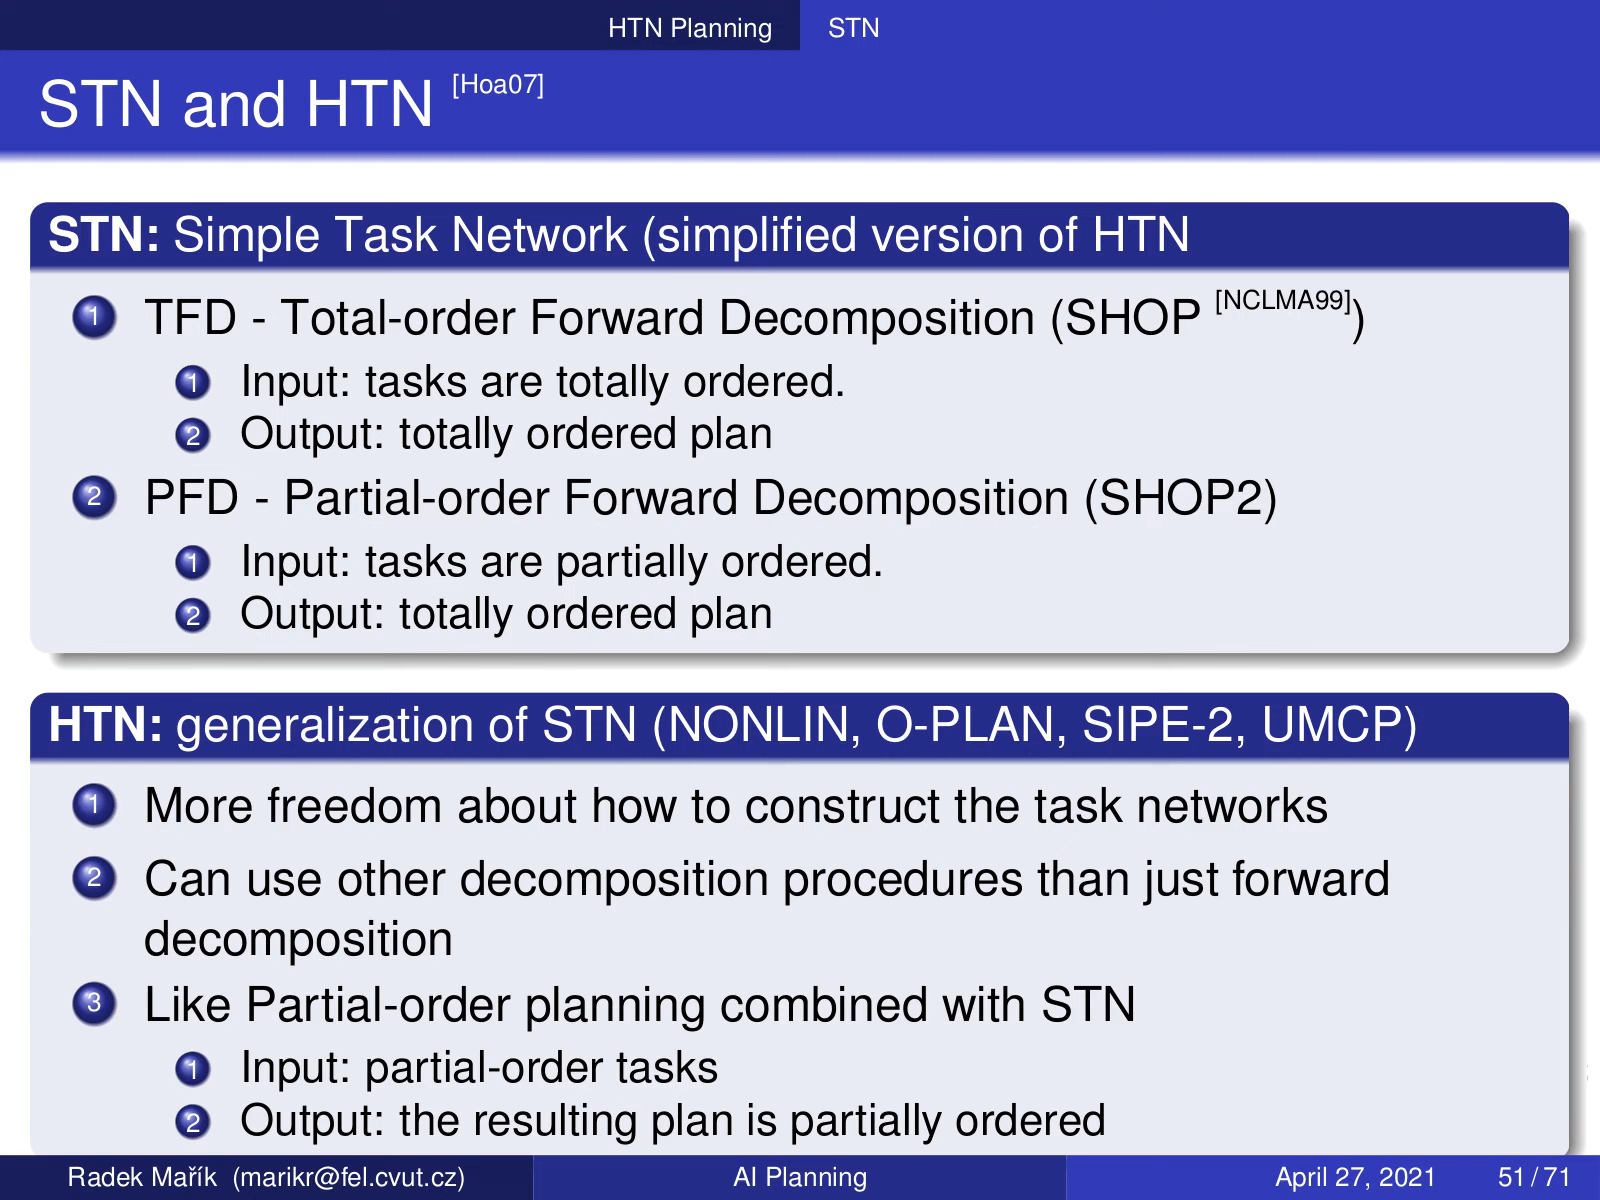 HTN Planning STN
STN and HTN [Hoa07]
STN: Simple Task Network (simplified version of HTN
1 TFD - Total-order Forward Decomposition (SHOP [NCLMA99])
1 Input: tasks are totally ordered.
2 Output: totally ordered plan
2 PFD - Partial-order Forward Decomposition (SHOP2)
1 Input: tasks are partially ordered.
2 Output: totally ordered plan
HTN: generalization of STN (NONLIN, O-PLAN, SIPE-2, UMCP)
1 More freedom about how to construct the task networks
2 Can use other decomposition procedures than just forward
decomposition
3 Like Partial-order planning combined with STN
1 Input: partial-order tasks
2 Output: the resulting plan is partially ordered
Radek Mařík (marikr@fel.cvut.cz) AI Planning April 27, 2021 51 / 71